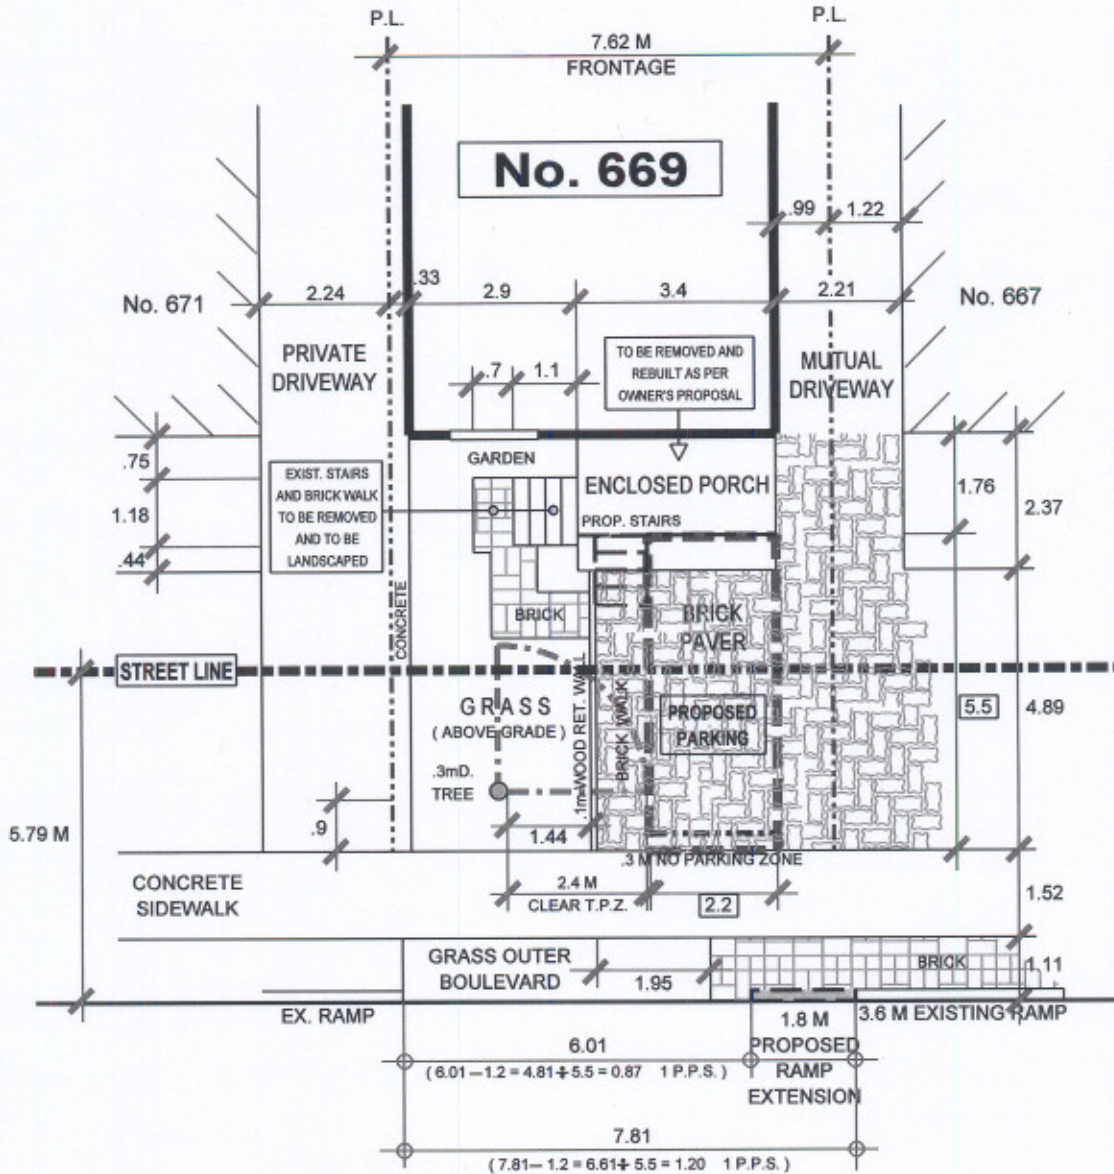 P.L.
P.L.
7.62 M
FRONTAGE
No. 669
.99
1.22
.33
No. 671
2.24
2.9
3.4
2.21
No. 667
PRIVATE
DRIVEWAY
TO BE REMOVED AND
REBUILT AS PER
OWNER'S PROPOSAL
MUTUAL
DRIVEWAY
.7
1.1
.75
GARDEN
EXIST. STAIRS
AND BRICK WALK
TO BE REMOVED
AND TO BE
LANDSCAPED
ENCLOSED PORCH
1.76
2.37
1.18
PROP. STAIRS
.44
CONCRETE
BRICK
BRICK
PAVER
STREET LINE
GRASS
( ABOVE GRADE )
.1m WOOD RET. WALL
BRICK WALK
PROPOSED
PARKING
5.5
4.89
.3mD.
TREE
5.79 M
.9
1.44
.3 M NO PARKING ZONE
CONCRETE
SIDEWALK
2.4 M
CLEAR T.P.Z.
2.2
1.52
GRASS OUTER
BOULEVARD
1.95
BRICK
1.11
EX. RAMP
1.8 M
PROPOSED
RAMP
EXTENSION
3.6 M EXISTING RAMP
6.01
( 6.01 — 1.2 = 4.81 ÷ 5.5 = 0.87 1 P.P.S. )
7.81
( 7.81 — 1.2 = 6.61 ÷ 5.5 = 1.20 1 P.P.S. )